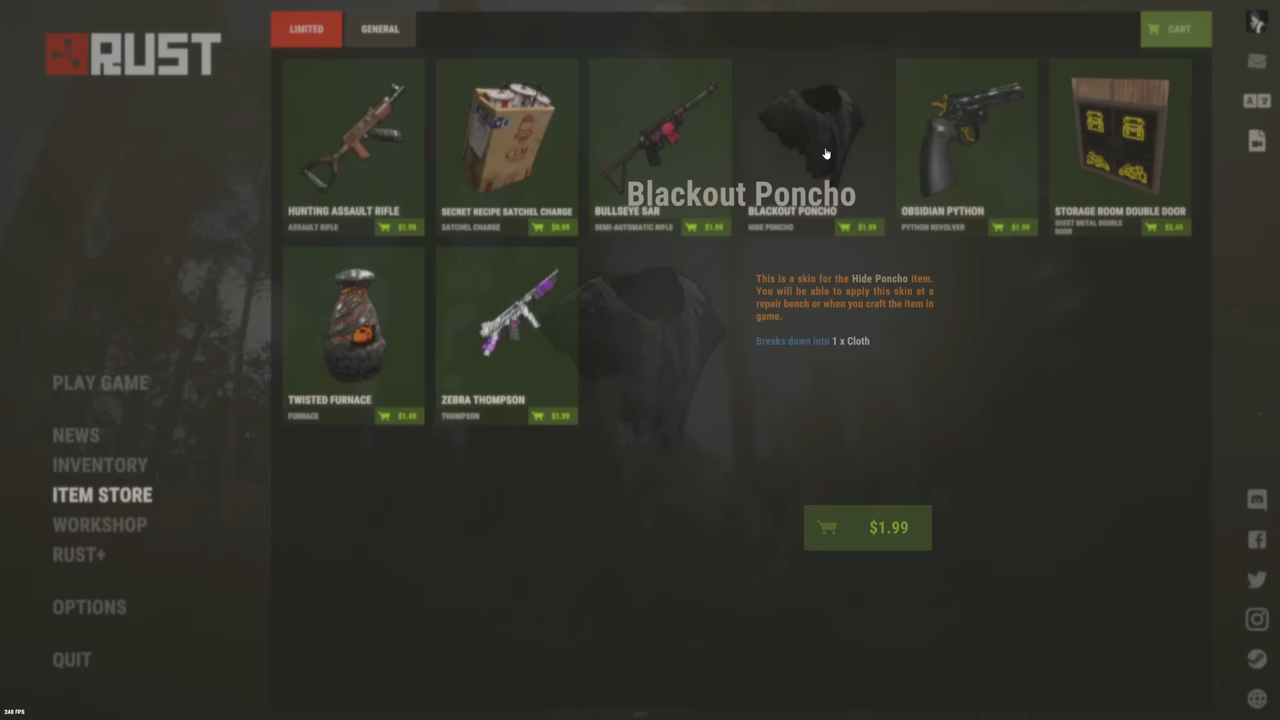 RUST
LIMITED
GENERAL
CART
HUNTING ASSAULT RIFLE
ASSAULT RIFLE
$1.99
SECRET RECIPE SATCHEL CHARGE
SATCHEL CHARGE
$0.99
BULLSEYE SAR
SEMI-AUTOMATIC RIFLE
$1.99
BLACKOUT PONCHO
HIDE PONCHO
$1.99
OBSIDIAN PYTHON
PYTHON REVOLVER
$1.99
STORAGE ROOM DOUBLE DOOR
SHEET METAL DOUBLE
DOOR
$2.49
Blackout Poncho
This is a skin for the Hide Poncho item.
You will be able to apply this skin at a
repair bench or when you craft the item in
game.
Breaks down into 1 x Cloth
$1.99
TWISTED FURNACE
FURNACE
$1.49
ZEBRA THOMPSON
THOMPSON
$1.99
PLAY GAME
NEWS
INVENTORY
ITEM STORE
WORKSHOP
RUST+
OPTIONS
QUIT
240 FPS